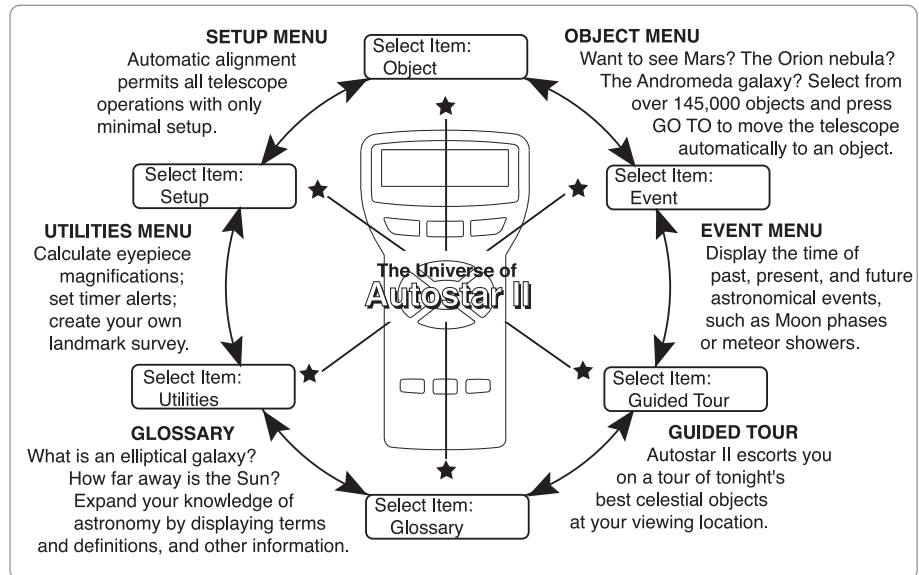 SETUP MENU
Automatic alignment
permits all telescope
operations with only
minimal setup.
Select Item:
Object
OBJECT MENU
Want to see Mars? The Orion nebula?
The Andromeda galaxy? Select from
over 145,000 objects and press
GO TO to move the telescope
automatically to an object.
Select Item:
Setup
Select Item:
Event
UTILITIES MENU
Calculate eyepiece
magnifications;
set timer alerts;
create your own
landmark survey.
The Universe of
Autostar II
EVENT MENU
Display the time of
past, present, and future
astronomical events,
such as Moon phases
or meteor showers.
Select Item:
Utilities
Select Item:
Guided Tour
GLOSSARY
What is an elliptical galaxy?
How far away is the Sun?
Expand your knowledge of
astronomy by displaying terms
and definitions, and other information.
Select Item:
Glossary
GUIDED TOUR
Autostar II escorts you
on a tour of tonight's
best celestial objects
at your viewing location.